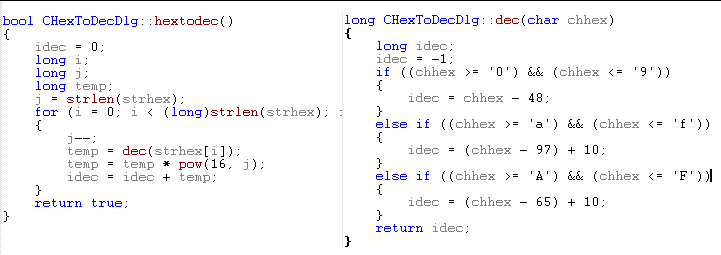 bool CHexToDecDlg::hextodec()
{
    idec = 0;
    long i;
    long j;
    long temp;
    j = strlen(strhex);
    for (i = 0; i < (long)strlen(strhex);
    {
        j--;
        temp = dec(strhex[i]);
        temp = temp * pow(16, j);
        idec = idec + temp;
    }
    return true;
}
long CHexToDecDlg::dec(char chhex)
{
    long idec;
    idec = -1;
    if ((chhex >= '0') && (chhex <= '9'))
    {
        idec = chhex - 48;
    }
    else if ((chhex >= 'a') && (chhex <= 'f'))
    {
        idec = (chhex - 97) + 10;
    }
    else if ((chhex >= 'A') && (chhex <= 'F'))
    {
        idec = (chhex - 65) + 10;
    }
    return idec;
}